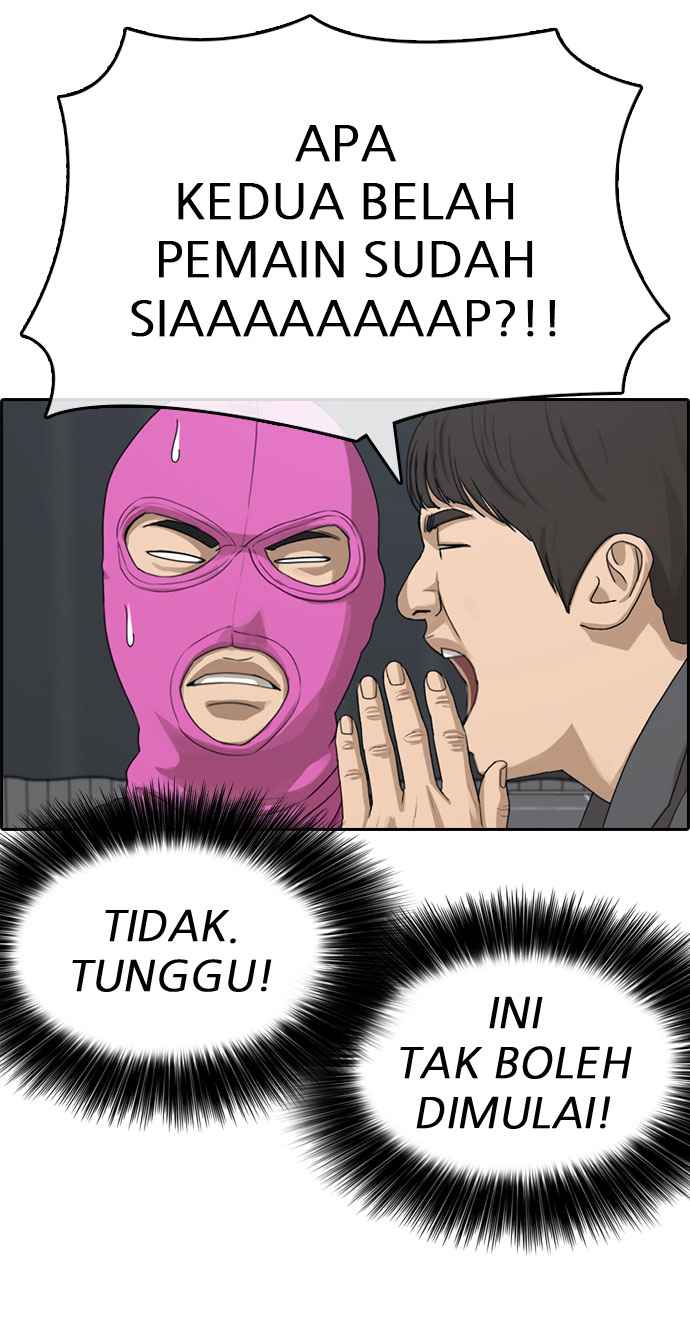 APA
KEDUA BELAH
PEMAIN SUDAH
SIAAAAAAAAP?!!
TIDAK.
TUNGGU!
INI
TAK BOLEH
DIMULAI!